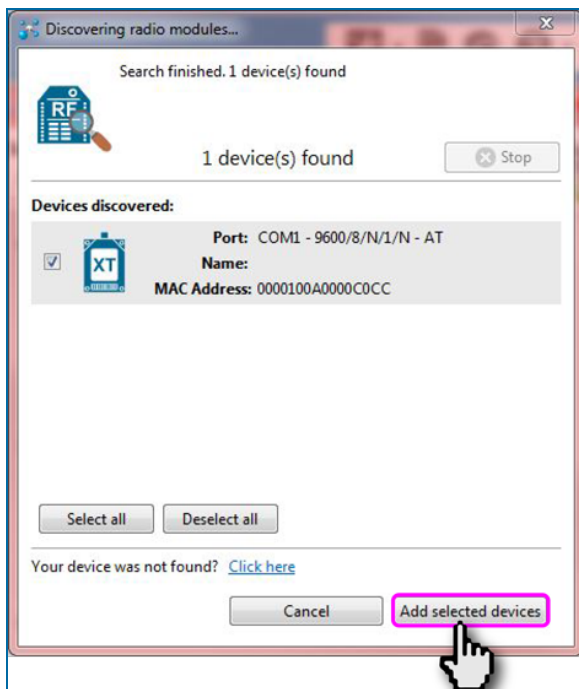 Discovering radio modules...
Search finished. 1 device(s) found
RF
1 device(s) found
Stop
Devices discovered:
XT
Port: COM1 - 9600/8/N/1/N - AT
Name:
MAC Address: 0000100A0000C0CC
Select all
Deselect all
Your device was not found? Click here
Cancel
Add selected devices